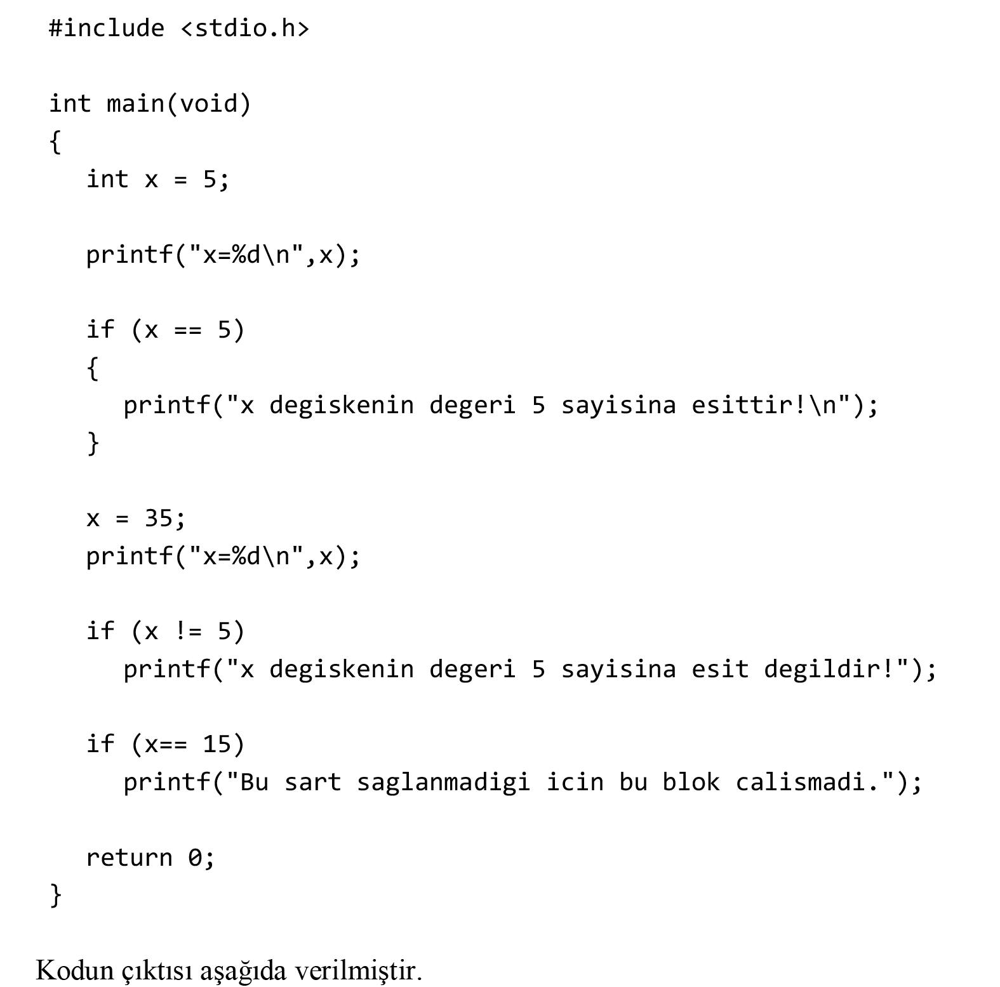 #include <stdio.h>
int main(void)
{
int x = 5;
printf("x=%d\n",x);
if (x == 5)
{
printf("x degiskenin degeri 5 sayisina esittir!\n");
}
x = 35;
printf("x=%d\n",x);
if (x != 5)
printf("x degiskenin degeri 5 sayisina esit degildir!");
if (x== 15)
printf("Bu sart saglanmadigi icin bu blok calismadi.");
return 0;
}
Kodun çıktısı aşağıda verilmiştir.